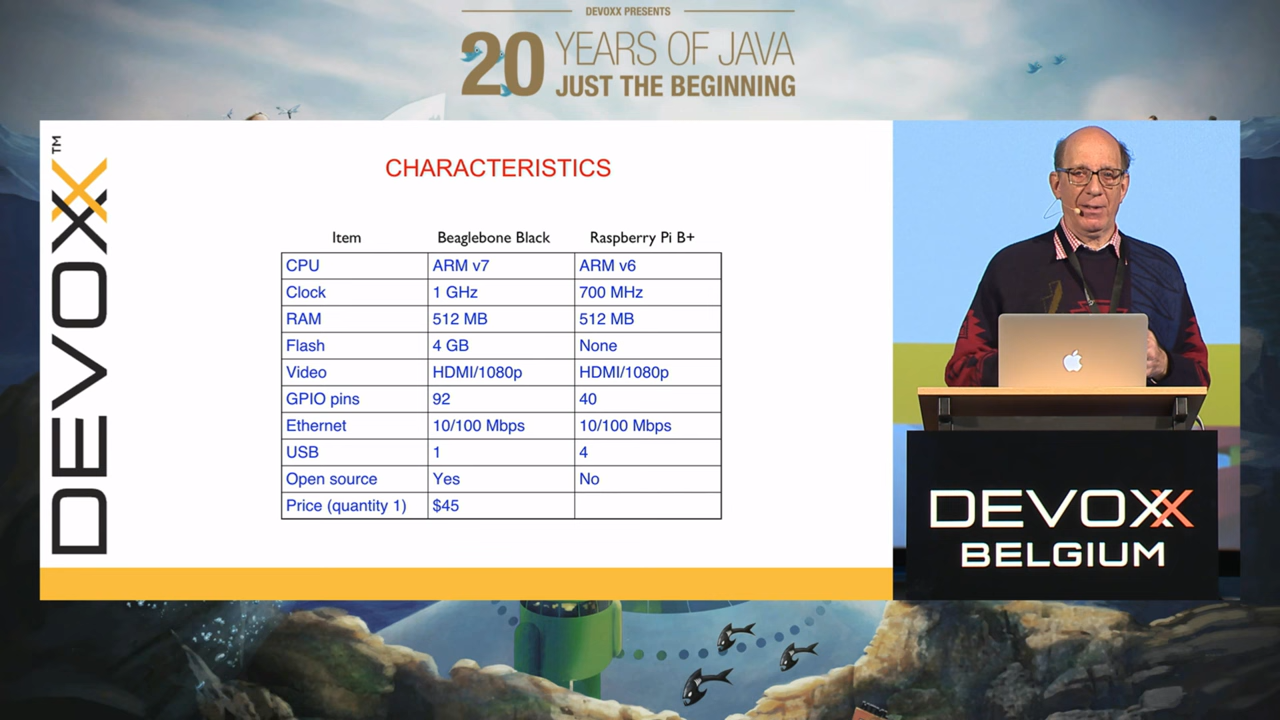 DEVOXX PRESENTS
20 YEARS OF JAVA
JUST THE BEGINNING
DEVOXX™
CHARACTERISTICS
Item Beaglebone Black Raspberry Pi B+
CPU ARM v7 ARM v6
Clock 1 GHz 700 MHz
RAM 512 MB 512 MB
Flash 4 GB None
Video HDMI/1080p HDMI/1080p
GPIO pins 92 40
Ethernet 10/100 Mbps 10/100 Mbps
USB 1 4
Open source Yes No
Price (quantity 1) $45
DEVOXX
BELGIUM